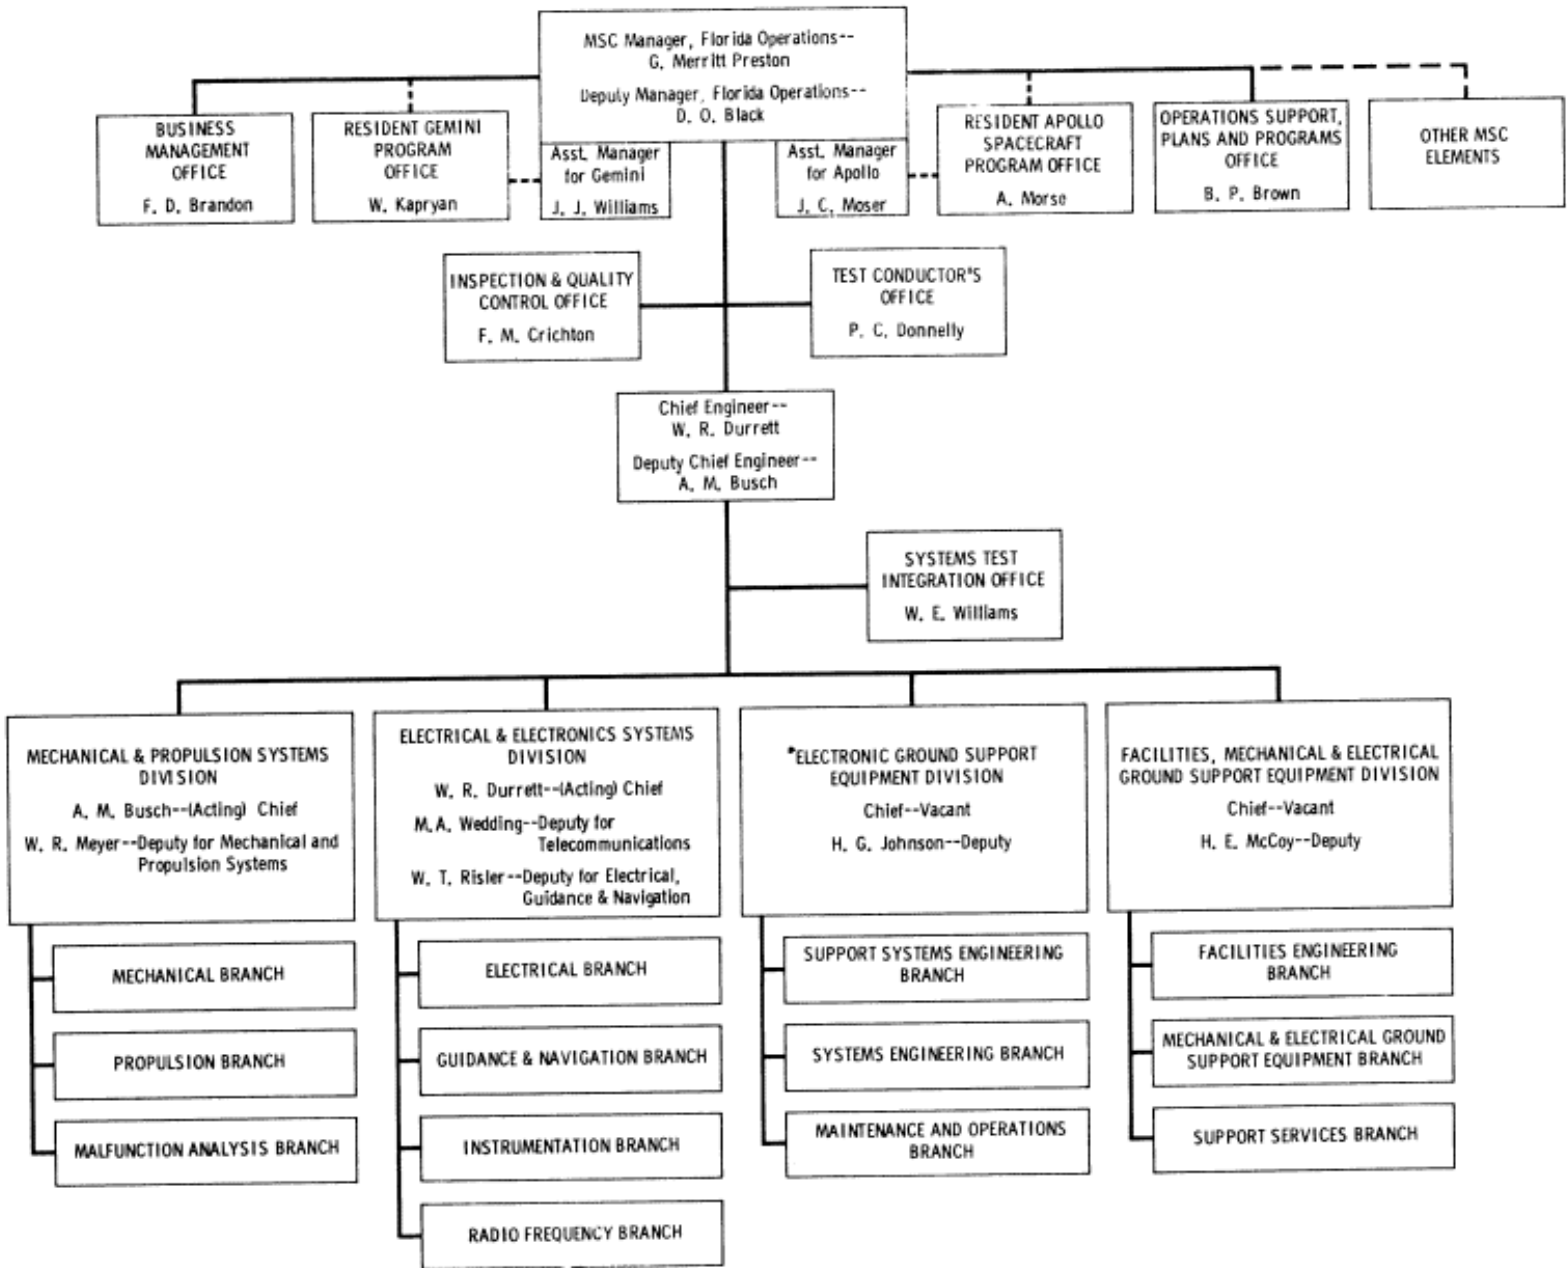 MSC Manager, Florida Operations--
G. Merritt Preston
Deputy Manager, Florida Operations--
D. O. Black
BUSINESS
MANAGEMENT
OFFICE
F. D. Brandon
RESIDENT GEMINI
PROGRAM
OFFICE
W. Kapryan
Asst. Manager
for Gemini
J. J. Williams
Asst. Manager
for Apollo
J. C. Moser
RESIDENT APOLLO
SPACECRAFT
PROGRAM OFFICE
A. Morse
OPERATIONS SUPPORT,
PLANS AND PROGRAMS
OFFICE
B. P. Brown
OTHER MSC
ELEMENTS
INSPECTION & QUALITY
CONTROL OFFICE
F. M. Crichton
TEST CONDUCTOR'S
OFFICE
P. C. Donnelly
Chief Engineer--
W. R. Durrett
Deputy Chief Engineer--
A. M. Busch
SYSTEMS TEST
INTEGRATION OFFICE
W. E. Williams
MECHANICAL & PROPULSION SYSTEMS
DIVISION
A. M. Busch--(Acting) Chief
W. R. Meyer--Deputy for Mechanical and
Propulsion Systems
MECHANICAL BRANCH
PROPULSION BRANCH
MALFUNCTION ANALYSIS BRANCH
ELECTRICAL & ELECTRONICS SYSTEMS
DIVISION
W. R. Durrett--(Acting) Chief
M. A. Wedding--Deputy for
Telecommunications
W. T. Risler--Deputy for Electrical,
Guidance & Navigation
ELECTRICAL BRANCH
GUIDANCE & NAVIGATION BRANCH
INSTRUMENTATION BRANCH
RADIO FREQUENCY BRANCH
*ELECTRONIC GROUND SUPPORT
EQUIPMENT DIVISION
Chief--Vacant
H. G. Johnson--Deputy
SUPPORT SYSTEMS ENGINEERING
BRANCH
SYSTEMS ENGINEERING BRANCH
MAINTENANCE AND OPERATIONS
BRANCH
FACILITIES, MECHANICAL & ELECTRICAL
GROUND SUPPORT EQUIPMENT DIVISION
Chief--Vacant
H. E. McCoy--Deputy
FACILITIES ENGINEERING
BRANCH
MECHANICAL & ELECTRICAL GROUND
SUPPORT EQUIPMENT BRANCH
SUPPORT SERVICES BRANCH